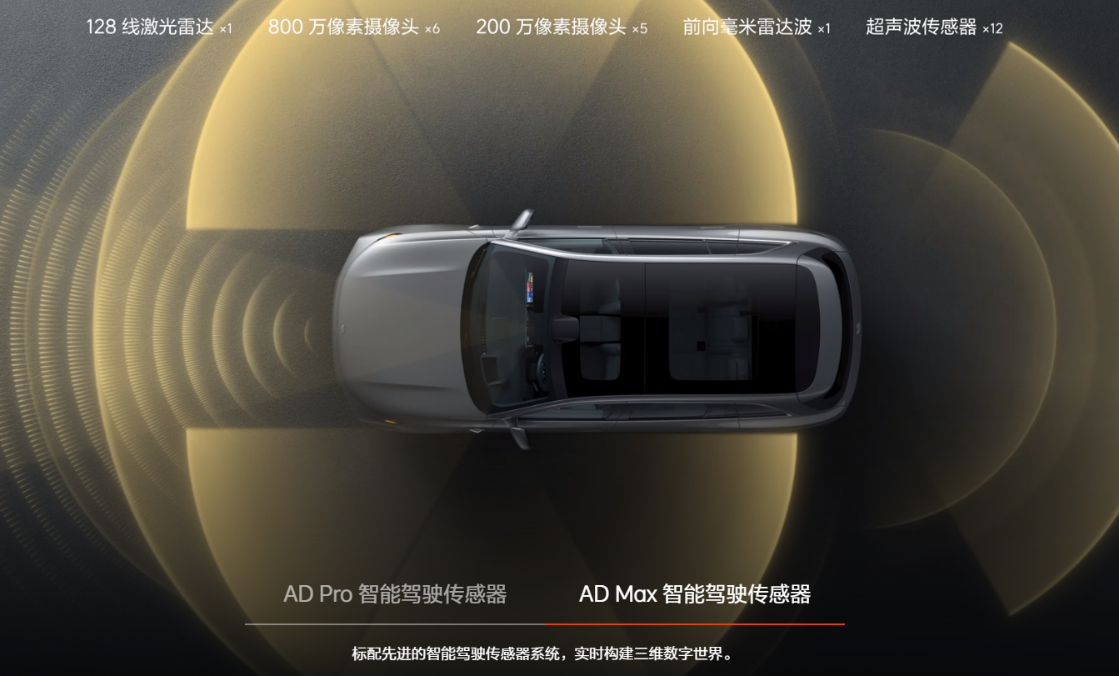 128 线激光雷达 ×1 800 万像素摄像头 ×6 200 万像素摄像头 ×5 前向毫米雷达波 ×1 超声波传感器 ×12
AD Pro 智能驾驶传感器 AD Max 智能驾驶传感器
标配先进的智能驾驶传感器系统，实时构建三维数字世界。